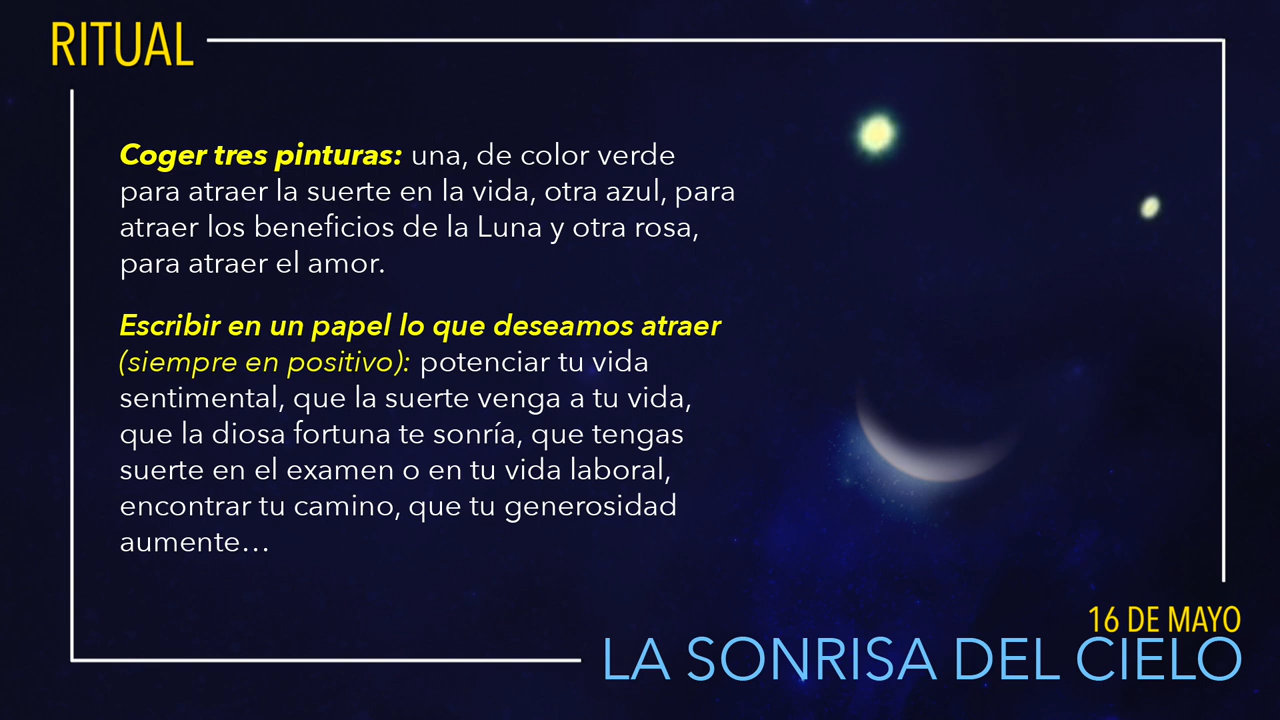 RITUAL
Coger tres pinturas: una, de color verde
para atraer la suerte en la vida, otra azul, para
atraer los beneficios de la Luna y otra rosa,
para atraer el amor.
Escribir en un papel lo que deseamos atraer
(siempre en positivo): potenciar tu vida
sentimental, que la suerte venga a tu vida,
que la diosa fortuna te sonría, que tengas
suerte en el examen o en tu vida laboral,
encontrar tu camino, que tu generosidad
aumente…
16 DE MAYO
LA SONRISA DEL CIELO